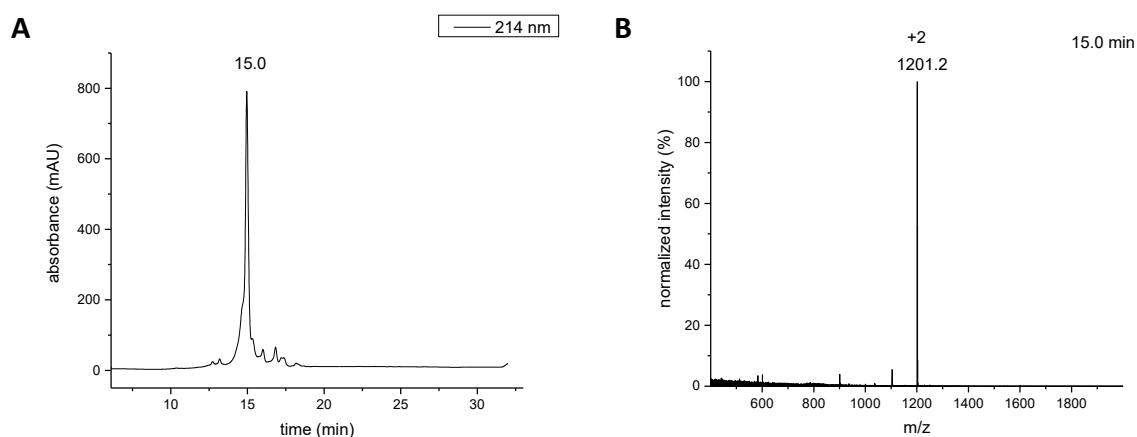 A
214 nm
15.0
absorbance (mAU)
800
600
400
200
0
10 15 20 25 30
time (min)
B
+2
15.0 min
1201.2
normalized intensity (%)
100
80
60
40
20
0
600 800 1000 1200 1400 1600 1800
m/z